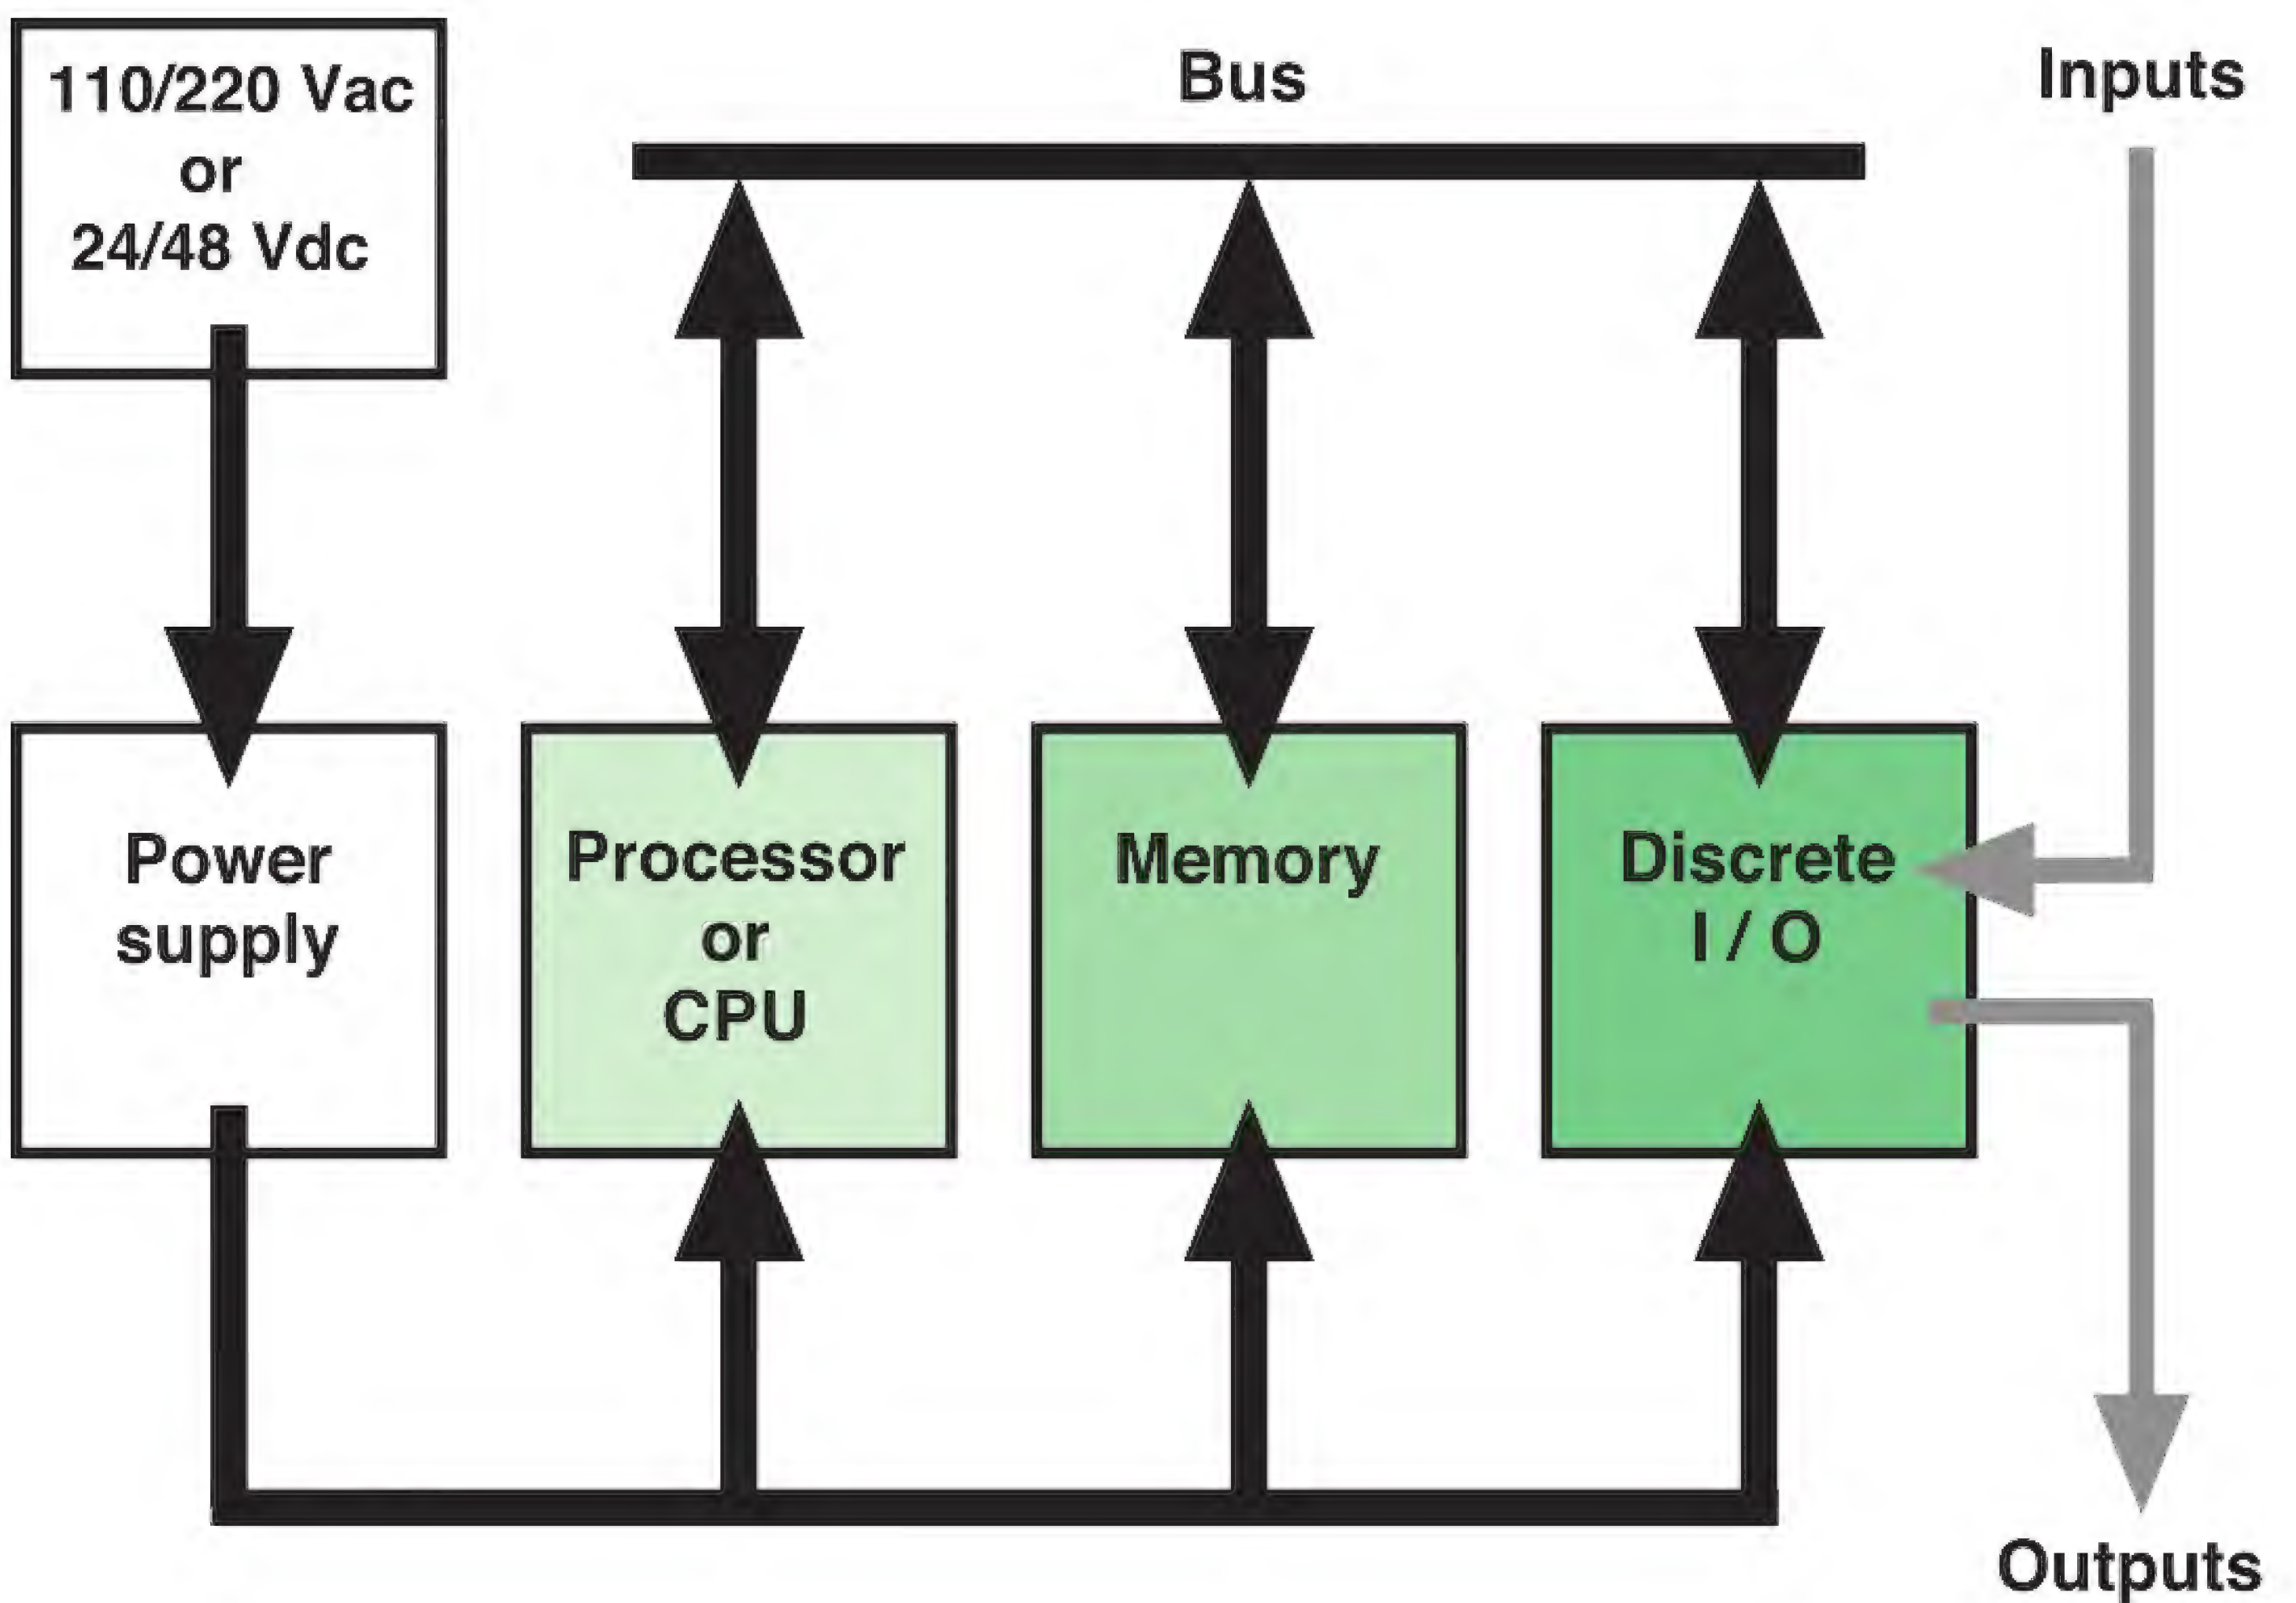 110/220 Vac
or
24/48 Vdc
Bus
Inputs
Power
supply
Processor
or
CPU
Memory
Discrete
I / O
Outputs